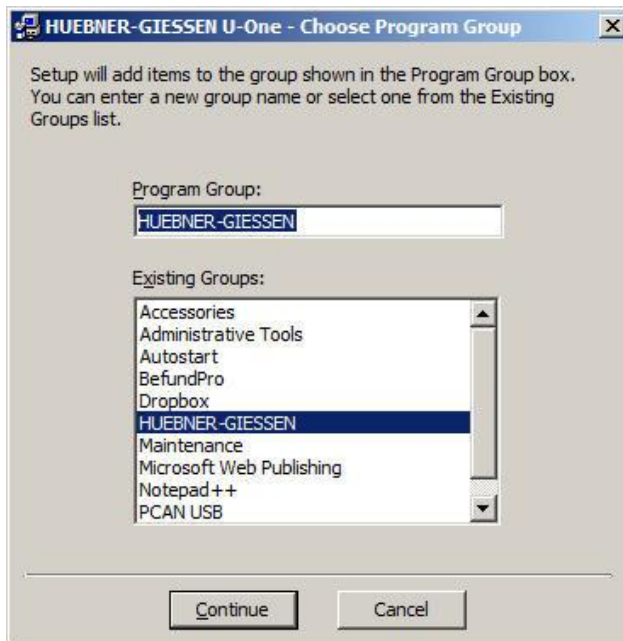 HUEBNER-GIESSEN U-One - Choose Program Group
Setup will add items to the group shown in the Program Group box.
You can enter a new group name or select one from the Existing
Groups list.
Program Group:
HUEBNER-GIESSEN
Existing Groups:
Accessories
Administrative Tools
Autostart
BefundPro
Dropbox
HUEBNER-GIESSEN
Maintenance
Microsoft Web Publishing
Notepad++
PCAN USB
Continue
Cancel